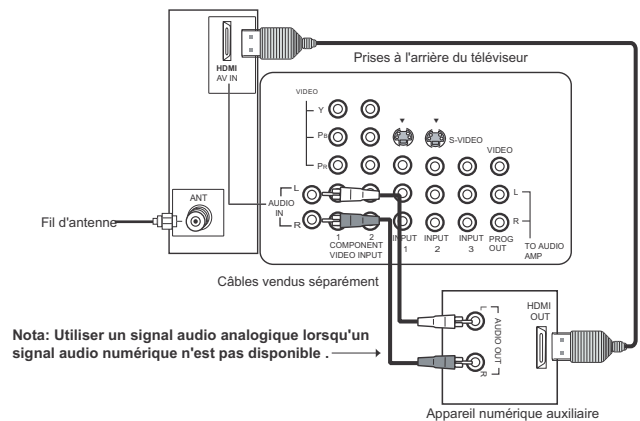 HDMI
AV IN
Prises à l'arrière du téléviseur
VIDEO
Y
PB
PR
S-VIDEO
VIDEO
ANT
Fil d'antenne
AUDIO
IN
L
R
L
R
1
2
COMPONENT
VIDEO INPUT
INPUT
1
INPUT
2
INPUT
3
PROG
OUT
TO AUDIO
AMP
Câbles vendus séparément
Nota: Utiliser un signal audio analogique lorsqu'un
signal audio numérique n'est pas disponible .
L
AUDIO OUT
R
HDMI
OUT
Appareil numérique auxiliaire